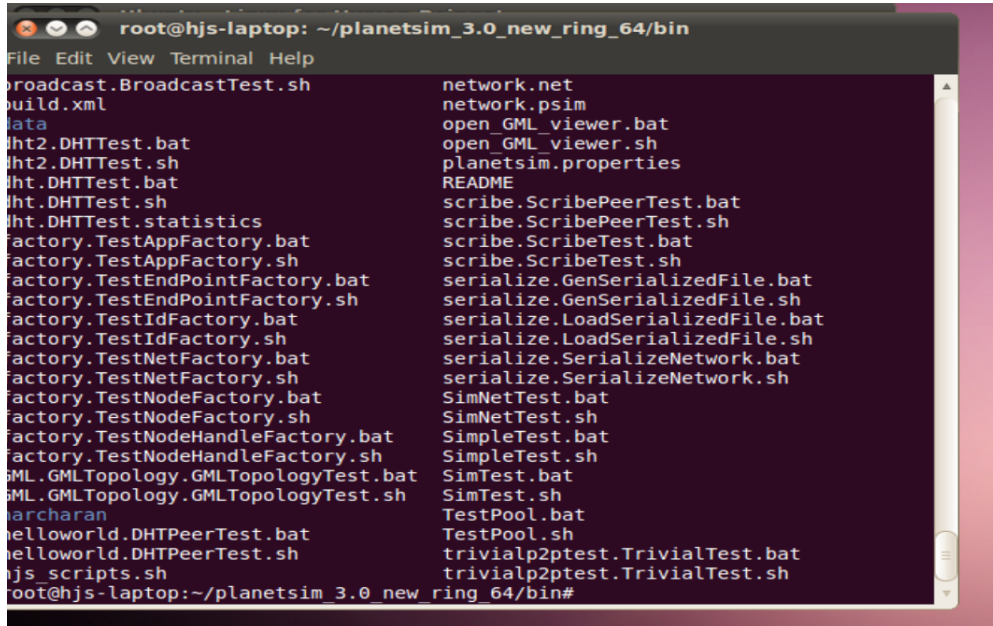 root@hjs-laptop: ~/planetsim_3.0_new_ring_64/bin
File Edit View Terminal Help
broadcast.BroadcastTest.sh network.net
build.xml network.psim
data open_GML_viewer.bat
dht2.DHTTest.bat open_GML_viewer.sh
dht2.DHTTest.sh planetsim.properties
dht.DHTTest.bat README
dht.DHTTest.sh scribe.ScribePeerTest.bat
dht.DHTTest.statistics scribe.ScribePeerTest.sh
factory.TestAppFactory.bat scribe.ScribeTest.bat
factory.TestAppFactory.sh scribe.ScribeTest.sh
factory.TestEndPointFactory.bat serialize.GenSerializedFile.bat
factory.TestEndPointFactory.sh serialize.GenSerializedFile.sh
factory.TestIdFactory.bat serialize.LoadSerializedFile.bat
factory.TestIdFactory.sh serialize.LoadSerializedFile.sh
factory.TestNetFactory.bat serialize.SerializeNetwork.bat
factory.TestNetFactory.sh serialize.SerializeNetwork.sh
factory.TestNodeFactory.bat SimNetTest.bat
factory.TestNodeFactory.sh SimNetTest.sh
factory.TestNodeHandleFactory.bat SimpleTest.bat
factory.TestNodeHandleFactory.sh SimpleTest.sh
GML.GMLTopology.GMLTopologyTest.bat SimTest.bat
GML.GMLTopology.GMLTopologyTest.sh SimTest.sh
harcharan TestPool.bat
helloworld.DHTPeerTest.bat TestPool.sh
helloworld.DHTPeerTest.sh trivialp2ptest.TrivialTest.bat
hjs_scripts.sh trivialp2ptest.TrivialTest.sh
root@hjs-laptop:~/planetsim_3.0_new_ring_64/bin#